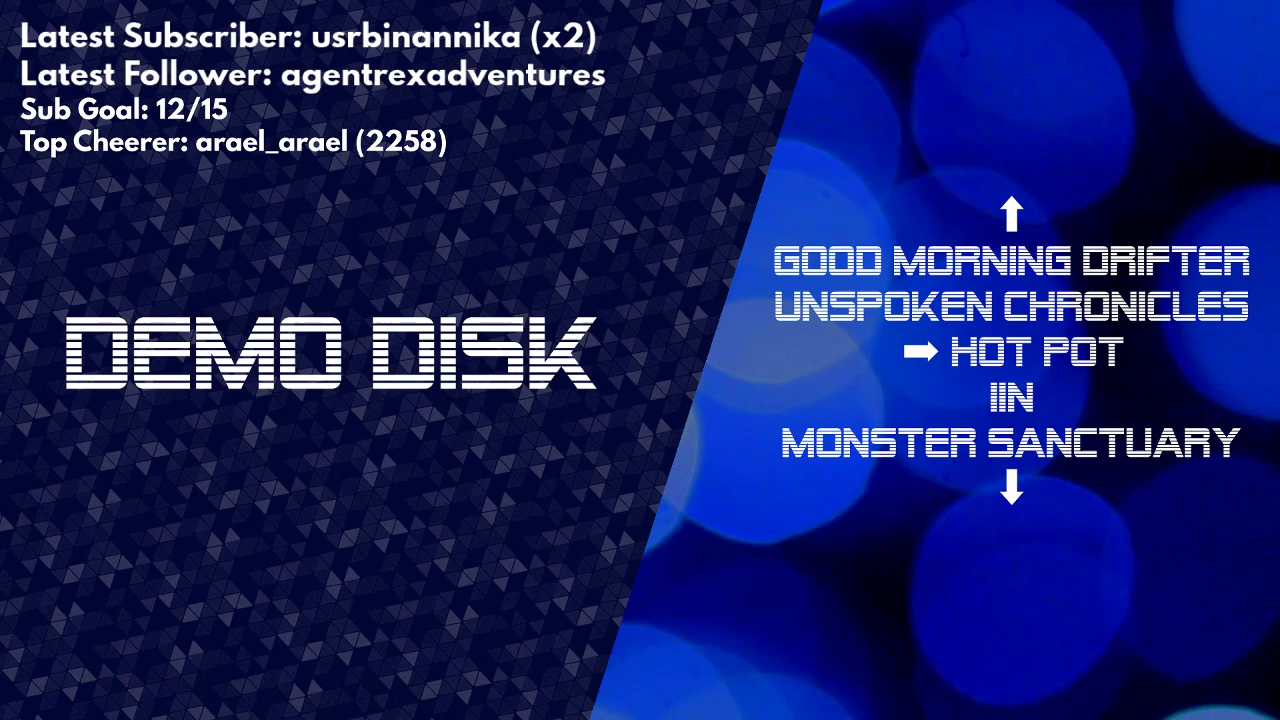 Latest Subscriber: usrbinannika (x2)
Latest Follower: agentrexadventures
Sub Goal: 12/15
Top Cheerer: arael_arael (2258)
DEMO DISK
GOOD MORNING DRIFTER
UNSPOKEN CHRONICLES
HOT POT
IIN
MONSTER SANCTUARY